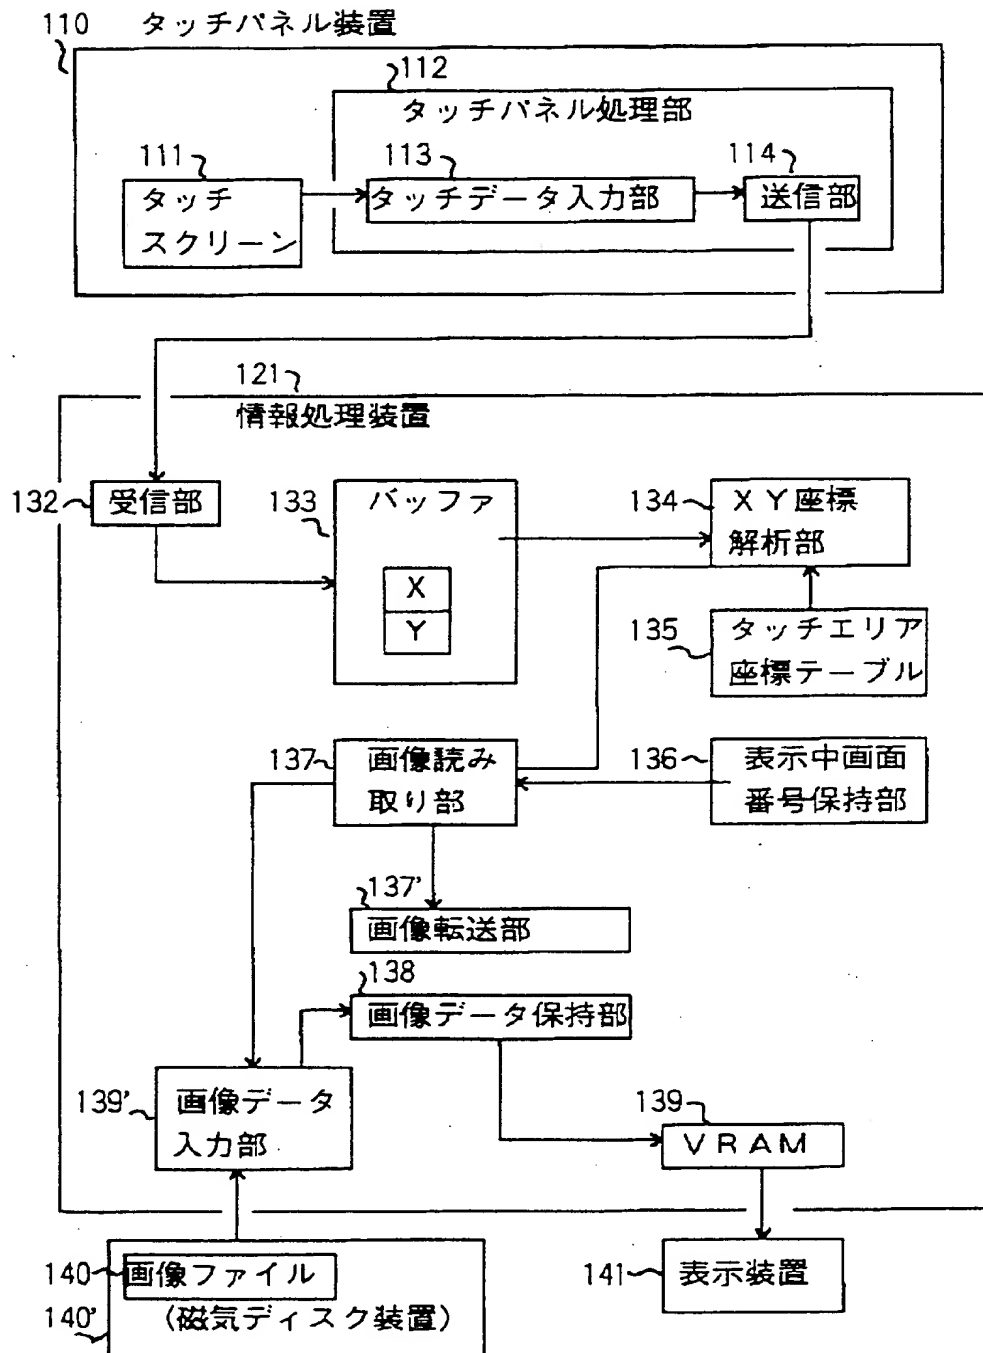 110 タッチパネル装置
112
タッチパネル処理部
111 113 114
タッチ
スクリーン
タッチデータ入力部
送信部
121
情報処理装置
132 受信部
133 バッファ
X
Y
134 XY座標
解析部
135 タッチエリア
座標テーブル
137 画像読み
取り部
136 表示中画面
番号保持部
137'
画像転送部
138
画像データ保持部
139' 画像データ
入力部
139
VRAM
140 画像ファイル
140' (磁気ディスク装置)
141 表示装置